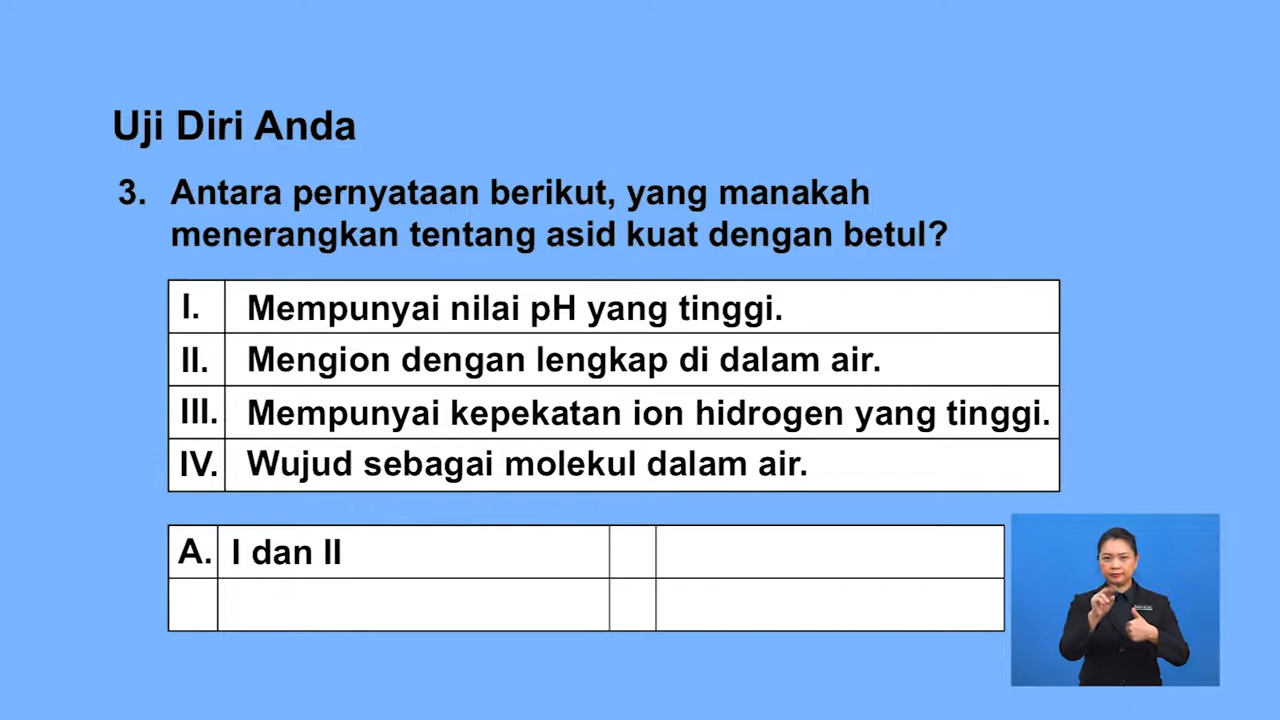 Uji Diri Anda
3. Antara pernyataan berikut, yang manakah
menerangkan tentang asid kuat dengan betul?
I. Mempunyai nilai pH yang tinggi.
II. Mengion dengan lengkap di dalam air.
III. Mempunyai kepekatan ion hidrogen yang tinggi.
IV. Wujud sebagai molekul dalam air.
A. I dan II